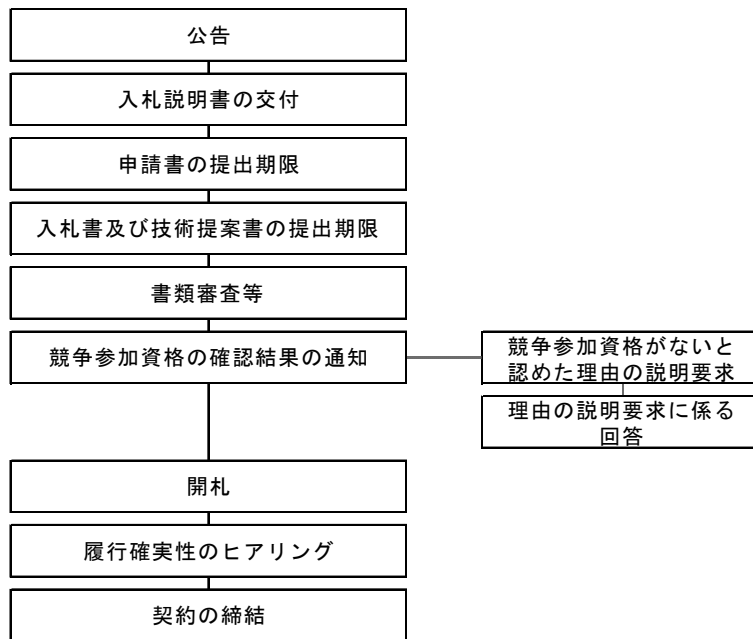 公告
入札説明書の交付
申請書の提出期限
入札書及び技術提案書の提出期限
書類審査等
競争参加資格の確認結果の通知
競争参加資格がないと
認めた理由の説明要求
理由の説明要求に係る
回答
開札
履行確実性のヒアリング
契約の締結